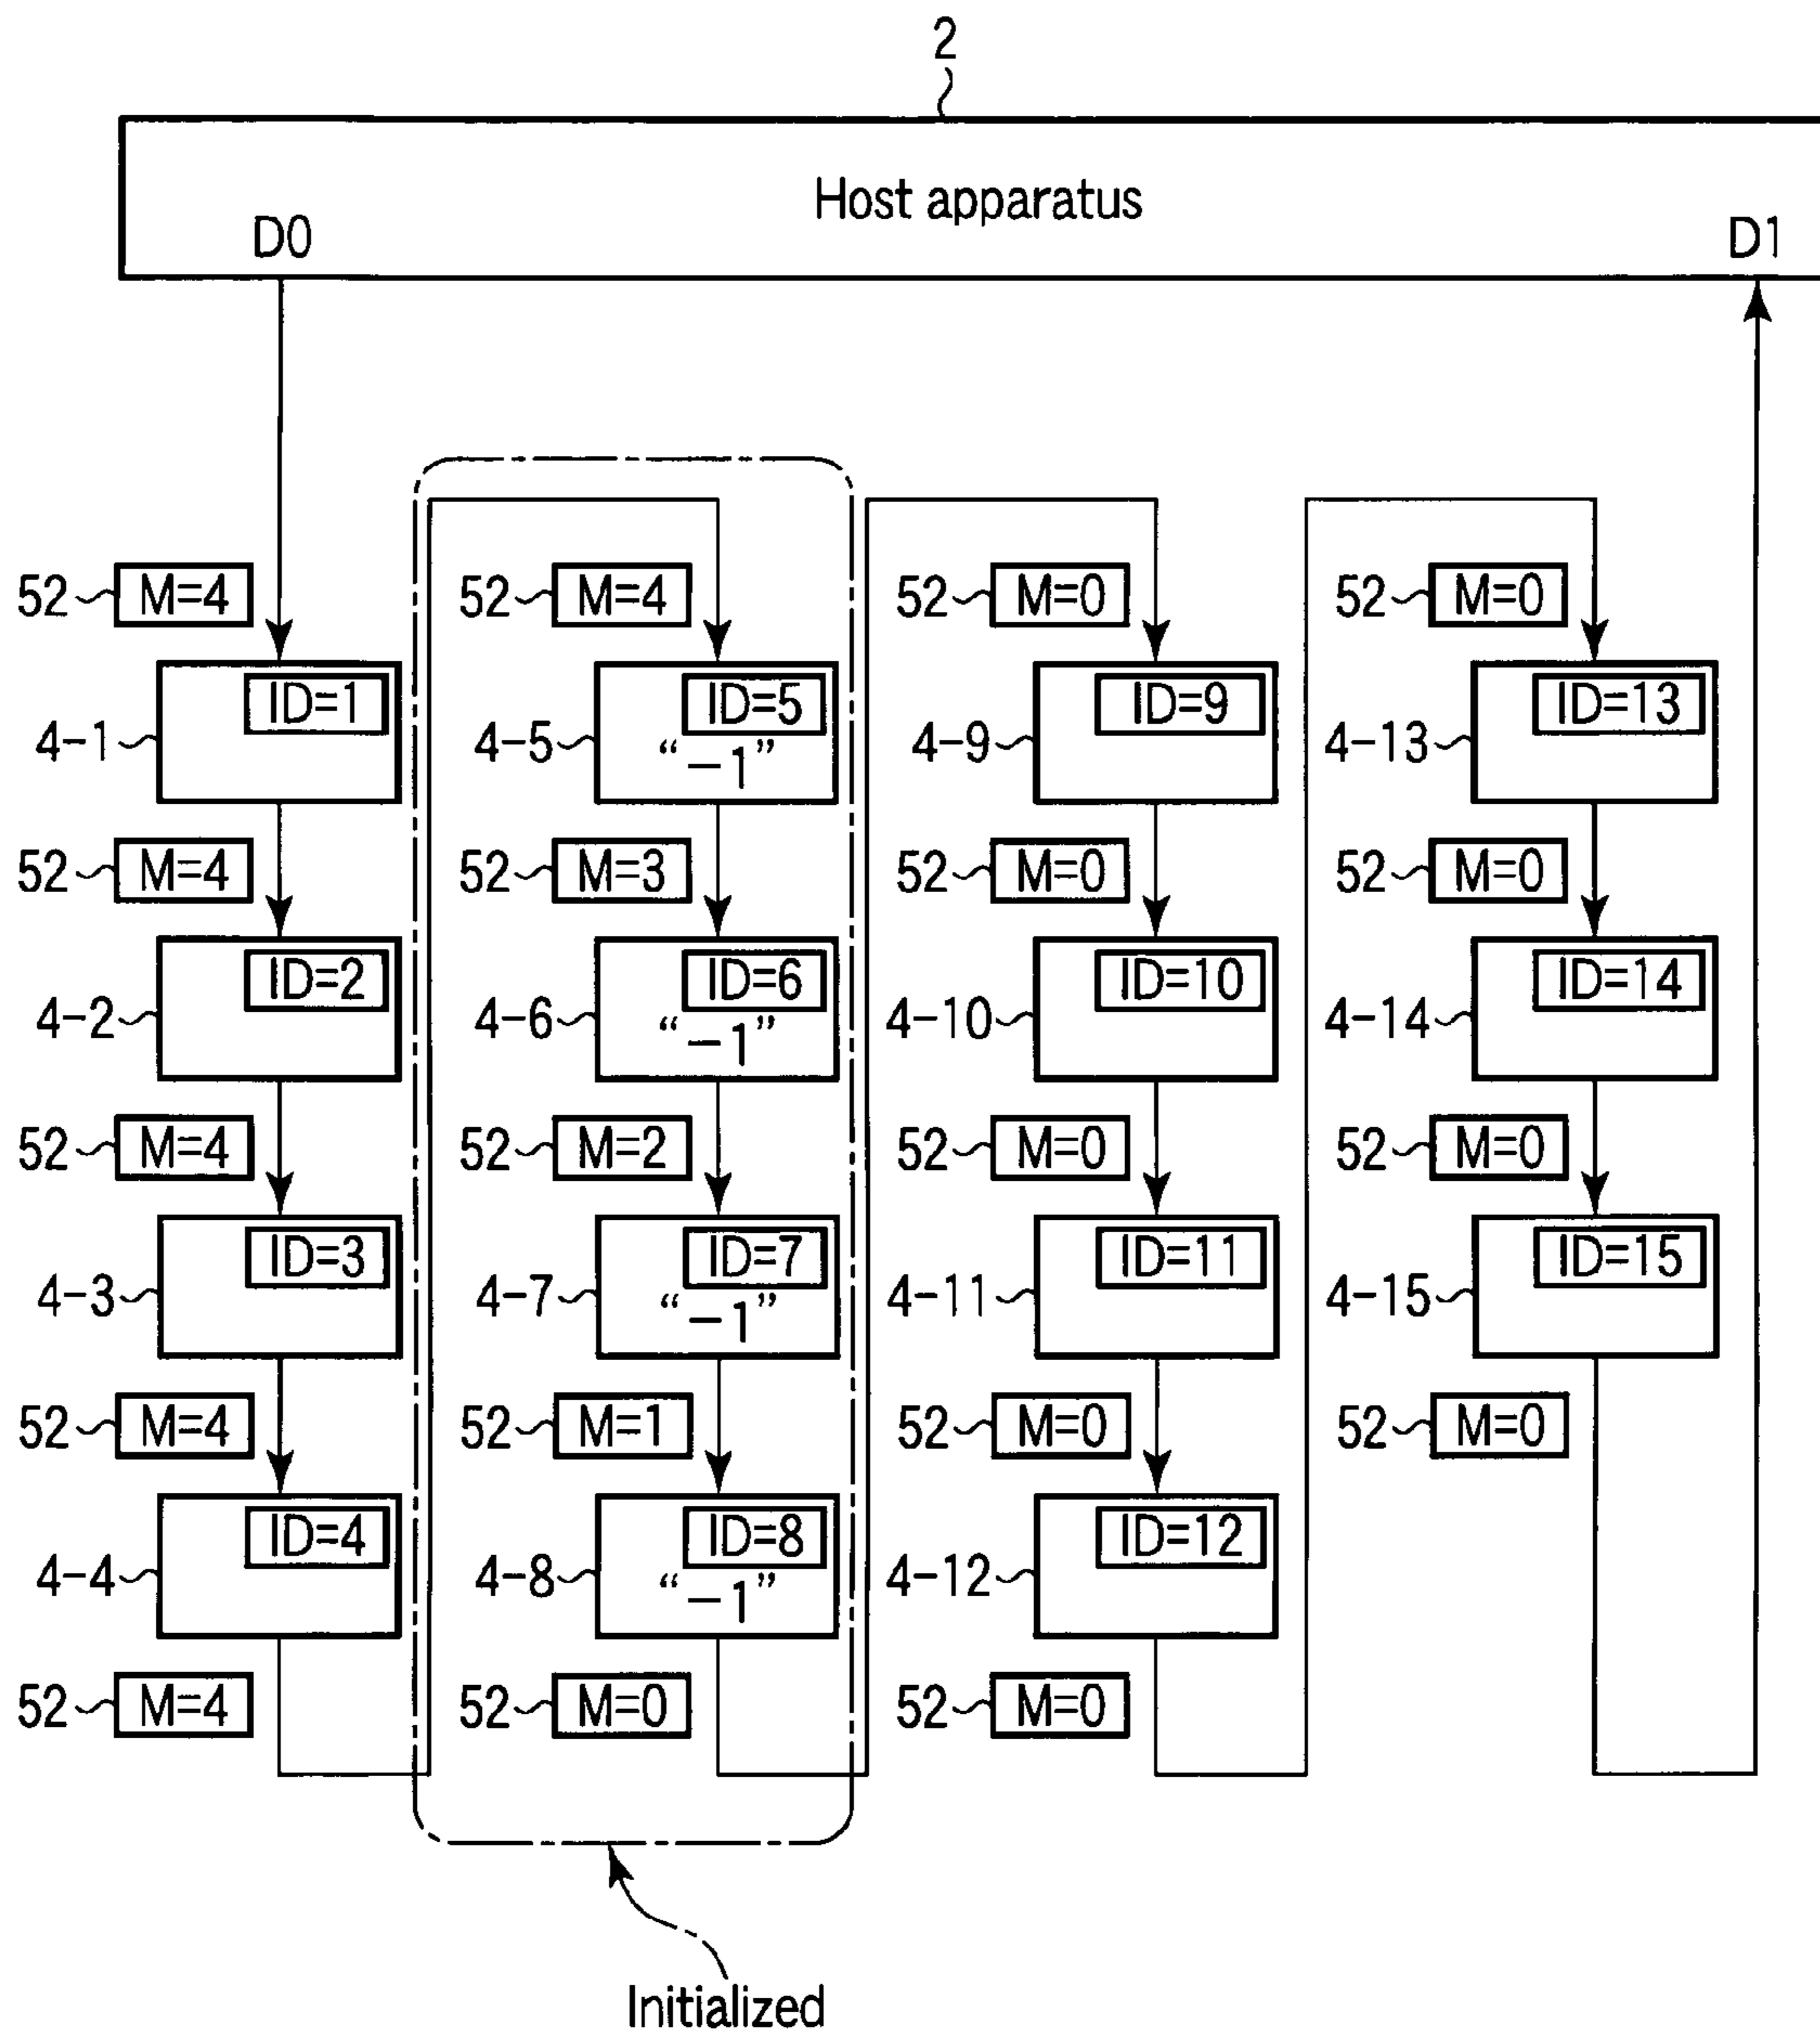 2
Host apparatus
D0
D1
52 M=4
52 M=4
52 M=0
52 M=0
ID=1
ID=5
ID=9
ID=13
4-1
4-5 “-1”
4-9
4-13
52 M=4
52 M=3
52 M=0
52 M=0
ID=2
ID=6
ID=10
ID=14
4-2
4-6 “-1”
4-10
4-14
52 M=4
52 M=2
52 M=0
52 M=0
ID=3
ID=7
ID=11
ID=15
4-3
4-7 “-1”
4-11
4-15
52 M=4
52 M=1
52 M=0
52 M=0
ID=4
ID=8
ID=12
4-4
4-8 “-1”
4-12
52 M=4
52 M=0
52 M=0
Initialized